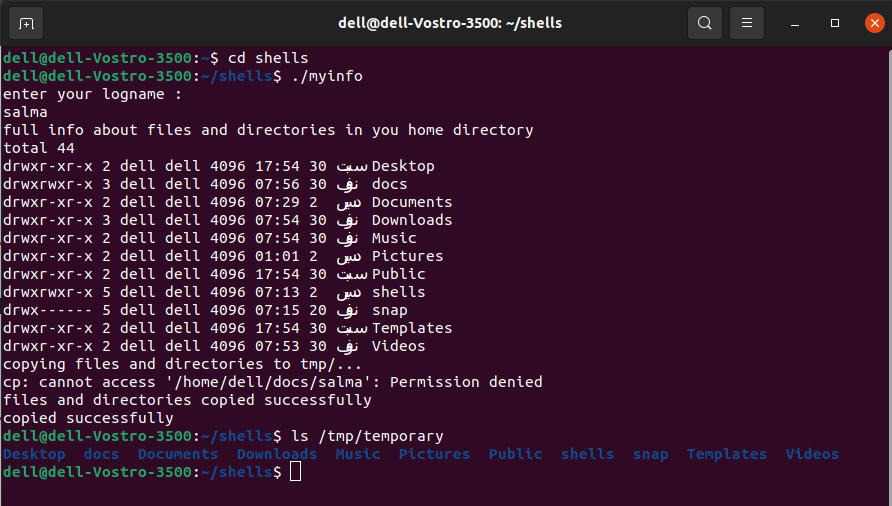 dell@dell-Vostro-3500: ~/shells
dell@dell-Vostro-3500:~$ cd shells
dell@dell-Vostro-3500:~/shells$ ./myinfo
enter your logname :
salma
full info about files and directories in you home directory
total 44
drwxr-xr-x 2 dell dell 4096 17:54 30 سبت Desktop
drwxrwxr-x 3 dell dell 4096 07:56 30 نوف docs
drwxr-xr-x 2 dell dell 4096 07:29 2 ديس Documents
drwxr-xr-x 3 dell dell 4096 07:54 30 نوف Downloads
drwxr-xr-x 2 dell dell 4096 07:54 30 نوف Music
drwxr-xr-x 2 dell dell 4096 01:01 2 ديس Pictures
drwxr-xr-x 2 dell dell 4096 17:54 30 سبت Public
drwxrwxr-x 5 dell dell 4096 07:13 2 ديس shells
drwx------ 5 dell dell 4096 07:15 20 نوف snap
drwxr-xr-x 2 dell dell 4096 17:54 30 سبت Templates
drwxr-xr-x 2 dell dell 4096 07:53 30 نوف Videos
copying files and directories to tmp/...
cp: cannot access '/home/dell/docs/salma': Permission denied
files and directories copied successfully
copied successfully
dell@dell-Vostro-3500:~/shells$ ls /tmp/temporary
Desktop docs Documents Downloads Music Pictures Public shells snap Templates Videos
dell@dell-Vostro-3500:~/shells$